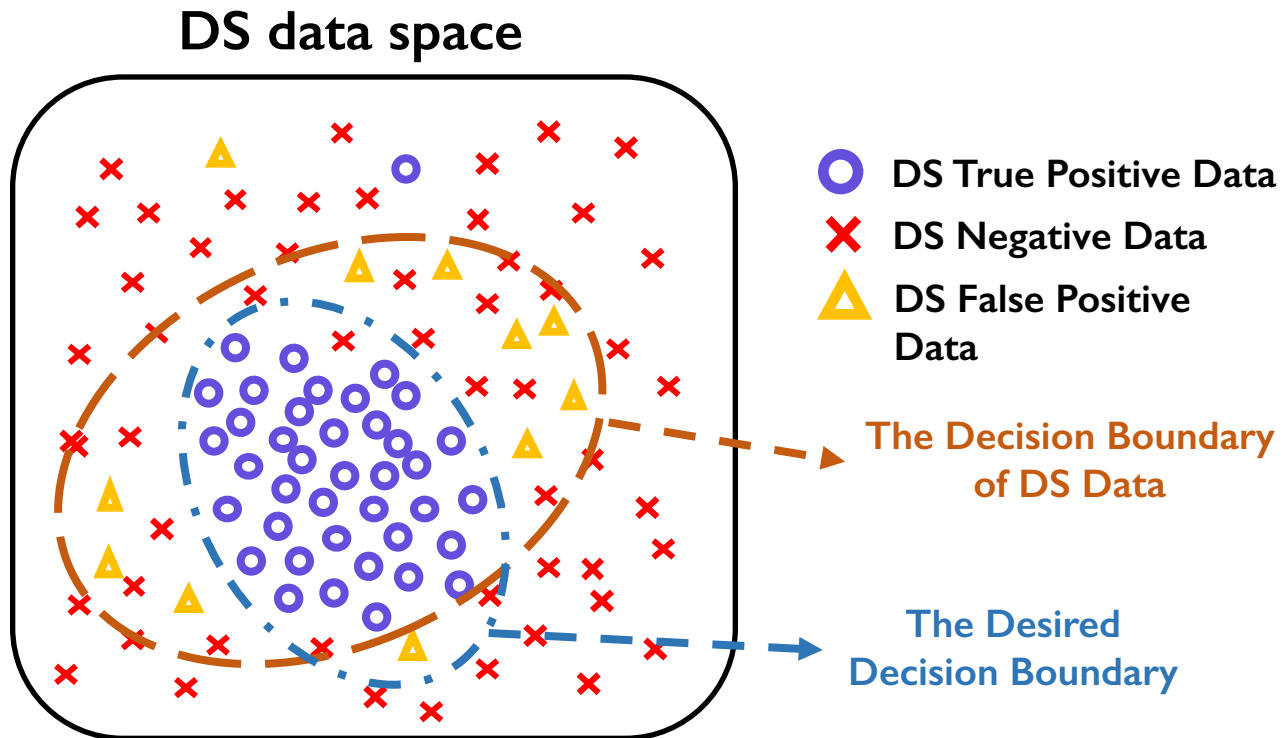 DS data space
DS True Positive Data
DS Negative Data
DS False Positive
Data
The Decision Boundary
of DS Data
The Desired
Decision Boundary